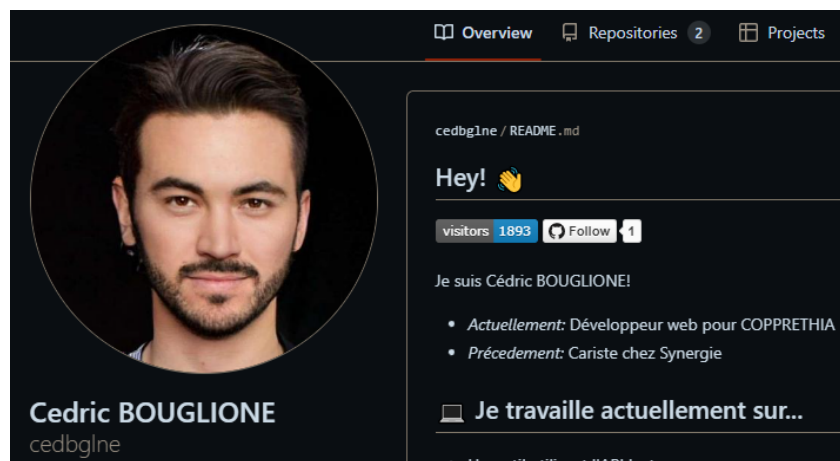 Overview Repositories 2 Projects
cedbglne / README.md
Hey! 👋
visitors 1893 Follow 1
Je suis Cédric BOUGLIONE!
• Actuellement: Développeur web pour COPPRETHIA
• Précedement: Cariste chez Synergie
💻 Je travaille actuellement sur...
Cedric BOUGLIONE
cedbglne